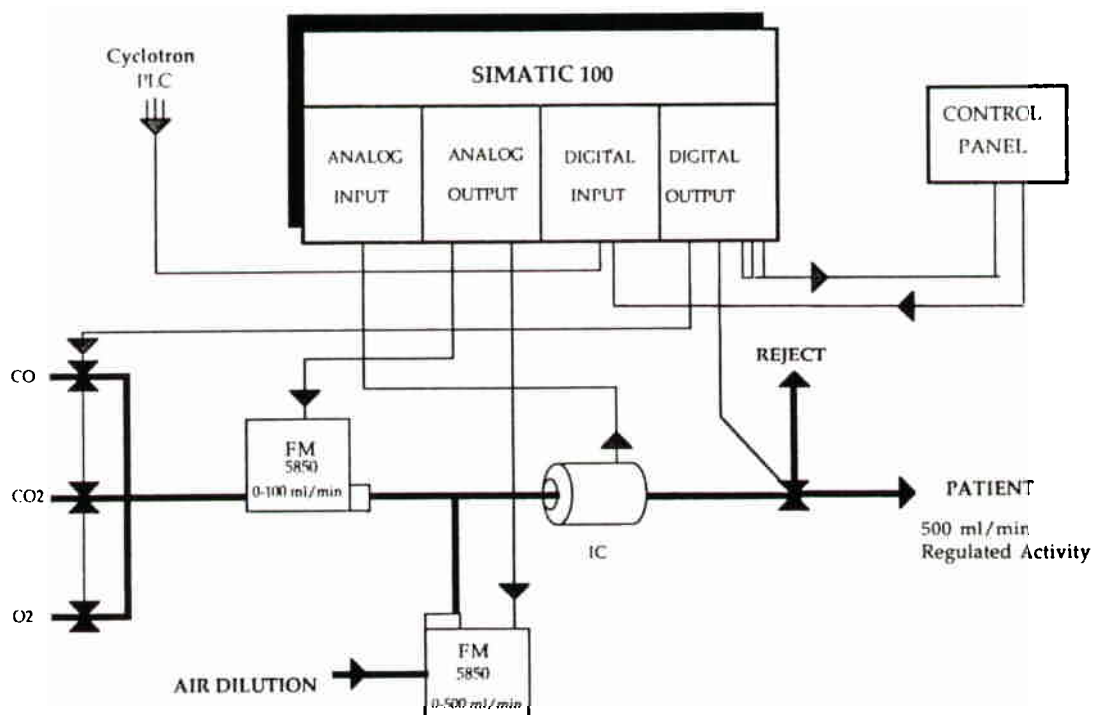 Cyclotron
PLC
SIMATIC 100
ANALOG
INPUT
ANALOG
OUTPUT
DIGITAL
INPUT
DIGITAL
OUTPUT
CONTROL
PANEL
CO
CO2
O2
FM
5850
0-100 ml/min
IC
REJECT
PATIENT
500 ml/min
Regulated Activity
AIR DILUTION
FM
5850
0-500 ml/min